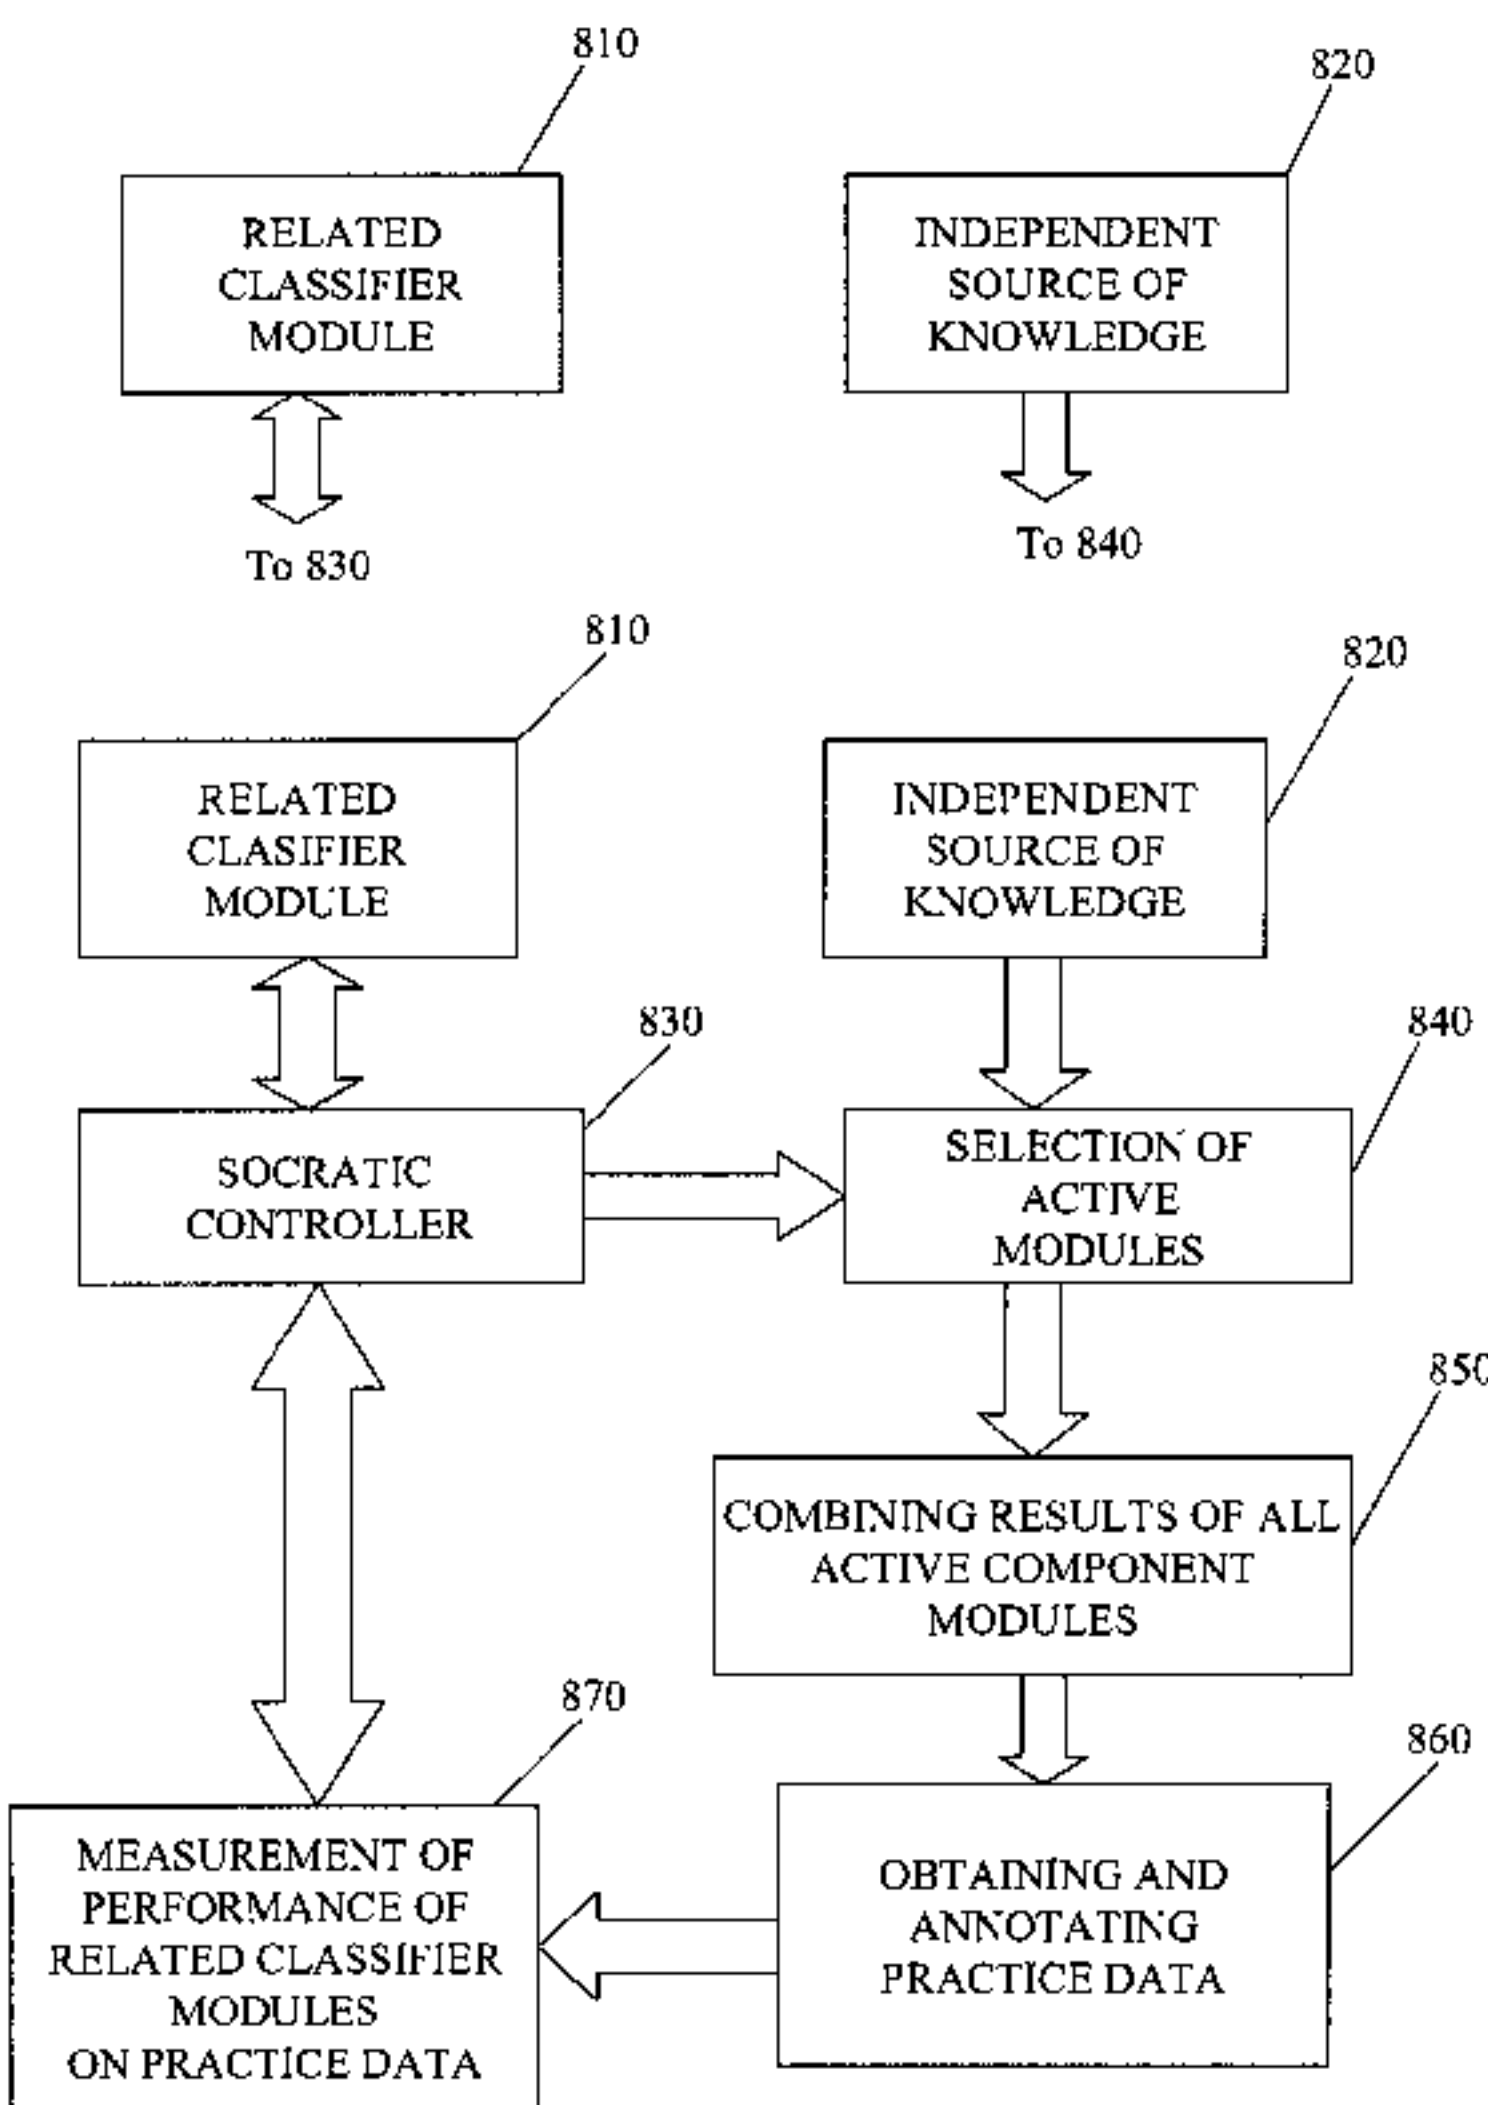 810
820
RELATED
CLASSIFIER
MODULE
INDEPENDENT
SOURCE OF
KNOWLEDGE
To 830
To 840
810
820
RELATED
CLASIFIER
MODULE
INDEPENDENT
SOURCE OF
KNOWLEDGE
830
840
SOCRATIC
CONTROLLER
SELECTION OF
ACTIVE
MODULES
850
COMBINING RESULTS OF ALL
ACTIVE COMPONENT
MODULES
870
860
MEASUREMENT OF
PERFORMANCE OF
RELATED CLASSIFIER
MODULES
ON PRACTICE DATA
OBTAINING AND
ANNOTATING
PRACTICE DATA